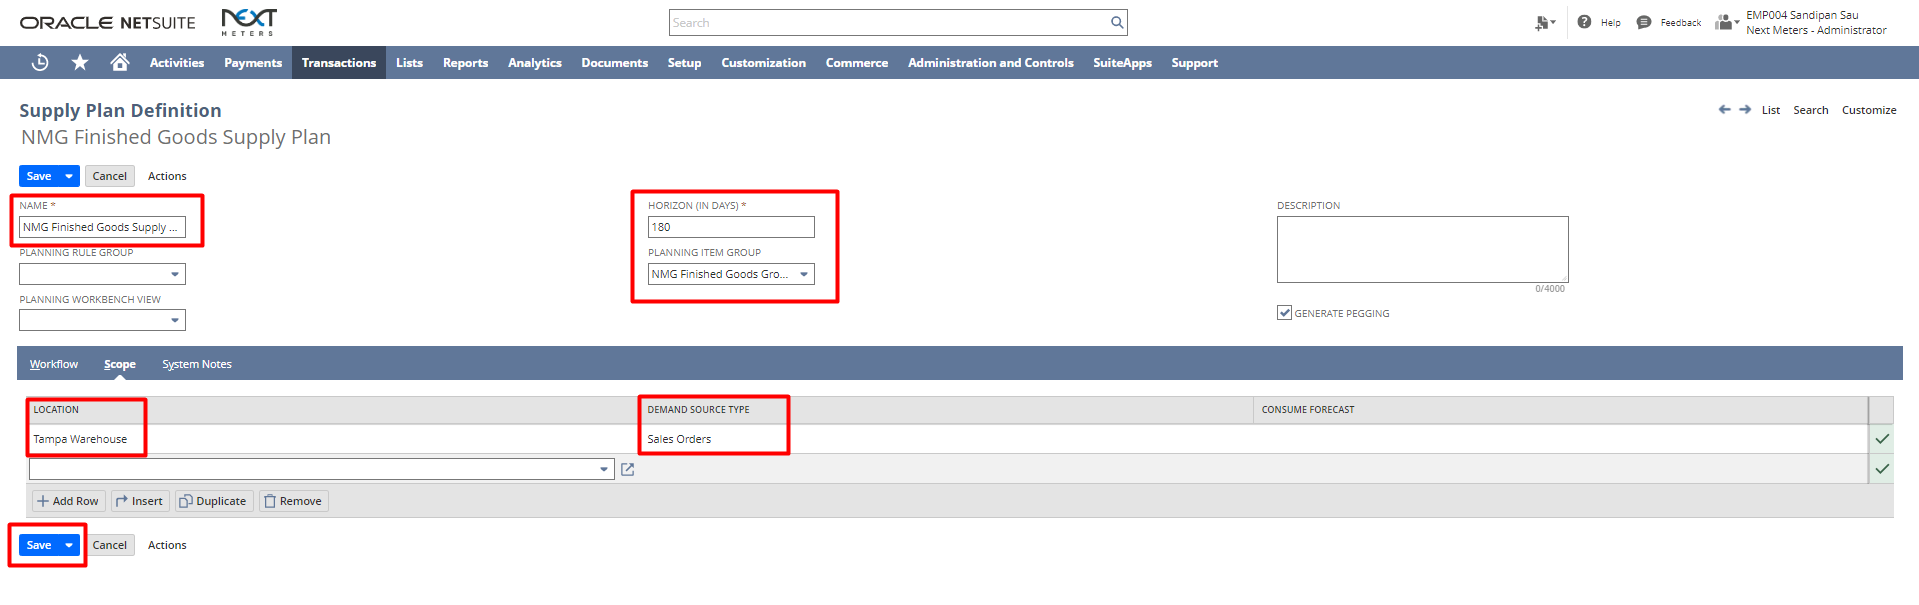 ORACLE NETSUITE
NEXT
METERS
Search
Help
Feedback
EMP004 Sandipan Sau
Next Meters - Administrator
Activities Payments Transactions Lists Reports Analytics Documents Setup Customization Commerce Administration and Controls SuiteApps Support
Supply Plan Definition
List Search Customize
NMG Finished Goods Supply Plan
Save Cancel Actions
NAME *
NMG Finished Goods Supply ...
PLANNING RULE GROUP
PLANNING WORKBENCH VIEW
HORIZON (IN DAYS) *
180
PLANNING ITEM GROUP
NMG Finished Goods Gro...
DESCRIPTION
0/4000
GENERATE PEGGING
Workflow Scope System Notes
LOCATION DEMAND SOURCE TYPE CONSUME FORECAST
Tampa Warehouse Sales Orders
Add Row Insert Duplicate Remove
Save Cancel Actions